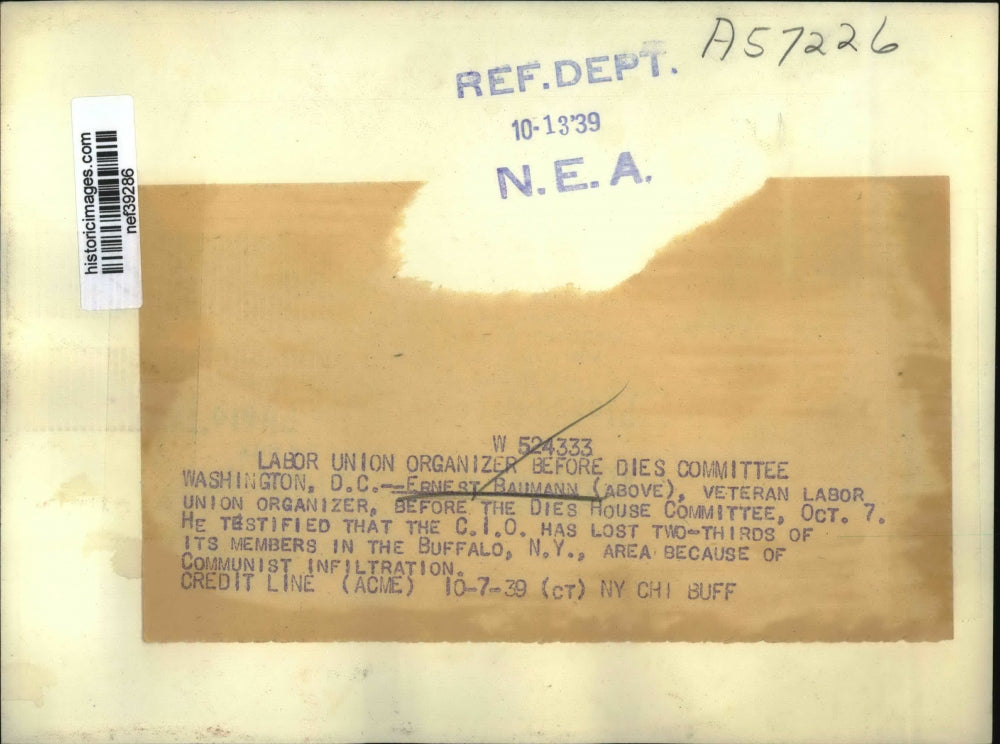 A57226
REF. DEPT.
10-13'39
N. E. A.
historicimages.com
nef39286
W 524333
LABOR UNION ORGANIZER BEFORE DIES COMMITTEE
WASHINGTON, D.C.--ERNEST BAUMANN (ABOVE), VETERAN LABOR
UNION ORGANIZER, BEFORE THE DIES HOUSE COMMITTEE, OCT. 7.
HE TESTIFIED THAT THE C.I.O. HAS LOST TWO-THIRDS OF
ITS MEMBERS IN THE BUFFALO, N.Y., AREA BECAUSE OF
COMMUNIST INFILTRATION.
CREDIT LINE (ACME) 10-7-39 (CT) NY CHI BUFF